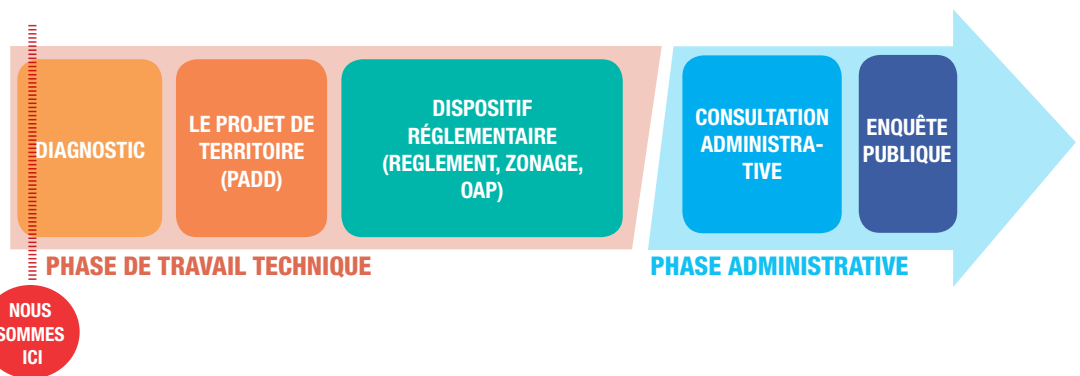 DIAGNOSTIC
LE PROJET DE
TERRITOIRE
(PADD)
DISPOSITIF
RÉGLEMENTAIRE
(REGLEMENT, ZONAGE,
OAP)
CONSULTATION
ADMINISTRA-
TIVE
ENQUÊTE
PUBLIQUE
PHASE DE TRAVAIL TECHNIQUE
PHASE ADMINISTRATIVE
NOUS
SOMMES
ICI